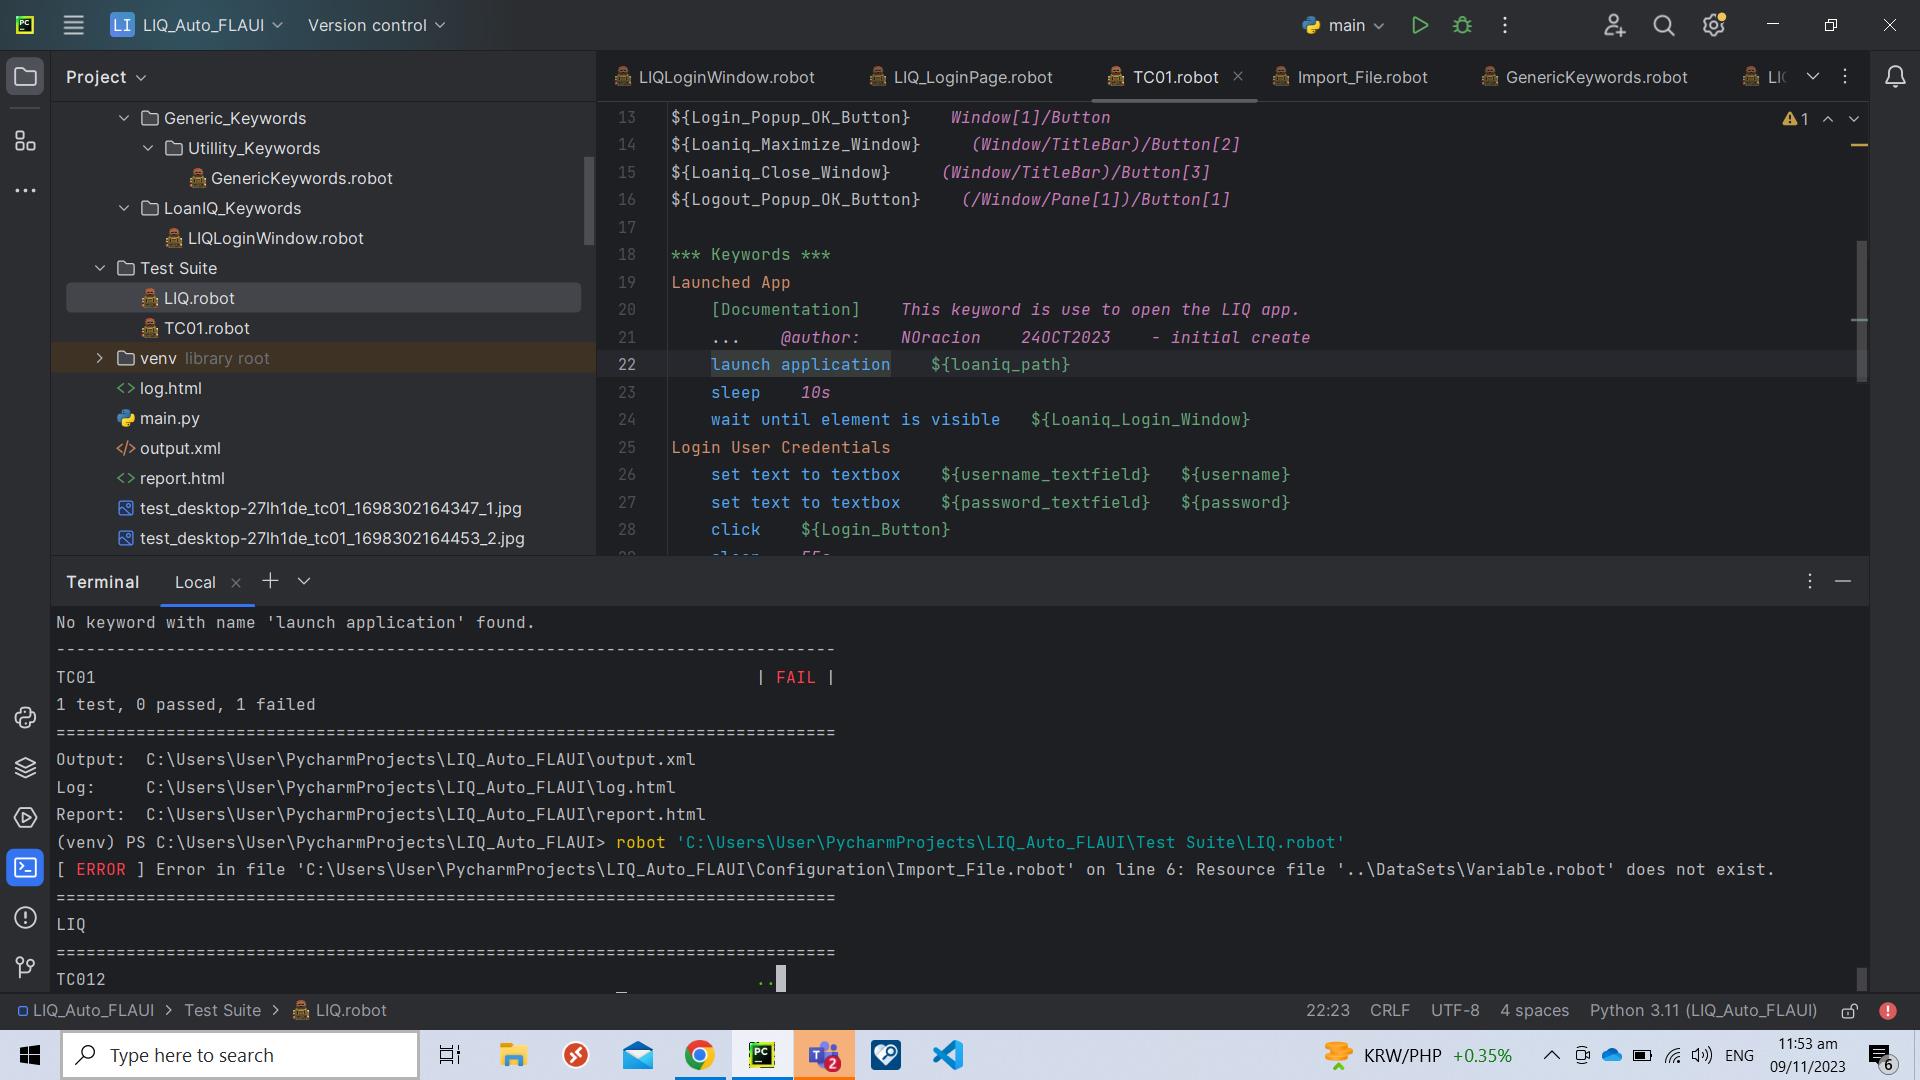 PC
LI LIQ_Auto_FLAUI
Version control
main
Project
Generic_Keywords
Utillity_Keywords
GenericKeywords.robot
LoanIQ_Keywords
LIQLoginWindow.robot
Test Suite
LIQ.robot
TC01.robot
venv library root
log.html
main.py
output.xml
report.html
test_desktop-27lh1de_tc01_1698302164347_1.jpg
test_desktop-27lh1de_tc01_1698302164453_2.jpg
LIQLoginWindow.robot LIQ_LoginPage.robot TC01.robot Import_File.robot GenericKeywords.robot
13 ${Login_Popup_OK_Button} Window[1]/Button
14 ${Loaniq_Maximize_Window} (Window/TitleBar)/Button[2]
15 ${Loaniq_Close_Window} (Window/TitleBar)/Button[3]
16 ${Logout_Popup_OK_Button} (/Window/Pane[1])/Button[1]
17
18 *** Keywords ***
19 Launched App
20 [Documentation] This keyword is use to open the LIQ app.
21 ... @author: NOracion 24OCT2023 - initial create
22 launch application ${loaniq_path}
23 sleep 10s
24 wait until element is visible ${Loaniq_Login_Window}
25 Login User Credentials
26 set text to textbox ${username_textfield} ${username}
27 set text to textbox ${password_textfield} ${password}
28 click ${Login_Button}
1
Terminal Local
No keyword with name 'launch application' found.
------------------------------------------------------------------------------
TC01 | FAIL |
1 test, 0 passed, 1 failed
==============================================================================
Output: C:\Users\User\PycharmProjects\LIQ_Auto_FLAUI\output.xml
Log: C:\Users\User\PycharmProjects\LIQ_Auto_FLAUI\log.html
Report: C:\Users\User\PycharmProjects\LIQ_Auto_FLAUI\report.html
(venv) PS C:\Users\User\PycharmProjects\LIQ_Auto_FLAUI> robot 'C:\Users\User\PycharmProjects\LIQ_Auto_FLAUI\Test Suite\LIQ.robot'
[ ERROR ] Error in file 'C:\Users\User\PycharmProjects\LIQ_Auto_FLAUI\Configuration\Import_File.robot' on line 6: Resource file '..\DataSets\Variable.robot' does not exist.
==============================================================================
LIQ
==============================================================================
TC012 ..
LIQ_Auto_FLAUI > Test Suite > LIQ.robot
22:23 CRLF UTF-8 4 spaces Python 3.11 (LIQ_Auto_FLAUI)
Type here to search
PC
2
KRW/PHP +0.35%
ENG
11:53 am
09/11/2023
6